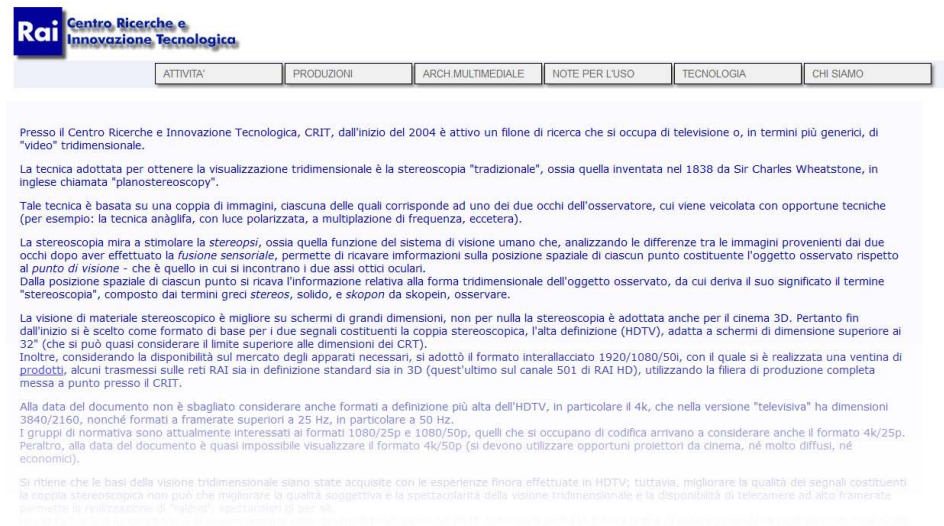 Rai Centro Ricerche e
Innovazione Tecnologica
ATTIVITA'
PRODUZIONI
ARCH.MULTIMEDIALE
NOTE PER L'USO
TECNOLOGIA
CHI SIAMO
Presso il Centro Ricerche e Innovazione Tecnologica, CRIT, dall'inizio del 2004 è attivo un filone di ricerca che si occupa di televisione o, in termini più generici, di
"video" tridimensionale.
La tecnica adottata per ottenere la visualizzazione tridimensionale è la stereoscopia "tradizionale", ossia quella inventata nel 1838 da Sir Charles Wheatstone, in
inglese chiamata "planostereoscopy".
Tale tecnica è basata su una coppia di immagini, ciascuna delle quali corrisponde ad uno dei due occhi dell'osservatore, cui viene veicolata con opportune tecniche
(per esempio: la tecnica anàglifa, con luce polarizzata, a multiplazione di frequenza, eccetera).
La stereoscopia mira a stimolare la stereopsi, ossia quella funzione del sistema di visione umano che, analizzando le differenze tra le immagini provenienti dai due
occhi dopo aver effettuato la fusione sensoriale, permette di ricavare imformazioni sulla posizione spaziale di ciascun punto costituente l'oggetto osservato rispetto
al punto di visione - che è quello in cui si incontrano i due assi ottici oculari.
Dalla posizione spaziale di ciascun punto si ricava l'informazione relativa alla forma tridimensionale dell'oggetto osservato, da cui deriva il suo significato il termine
"stereoscopia", composto dai termini greci stereos, solido, e skopon da skopein, osservare.
La visione di materiale stereoscopico è migliore su schermi di grandi dimensioni, non per nulla la stereoscopia è adottata anche per il cinema 3D. Pertanto fin
dall'inizio si è scelto come formato di base per i due segnali costituenti la coppia stereoscopica, l'alta definizione (HDTV), adatta a schermi di dimensione superiore ai
32" (che si può quasi considerare il limite superiore alle dimensioni dei CRT).
Inoltre, considerando la disponibilità sul mercato degli apparati necessari, si adottò il formato interallacciato 1920/1080/50i, con il quale si è realizzata una ventina di
prodotti, alcuni trasmessi sulle reti RAI sia in definizione standard sia in 3D (quest'ultimo sul canale 501 di RAI HD), utilizzando la filiera di produzione completa
messa a punto presso il CRIT.
Alla data del documento non è sbagliato considerare anche formati a definizione più alta dell'HDTV, in particolare il 4k, che nella versione "televisiva" ha dimensioni
3840/2160, nonché formati a framerate superiori a 25 Hz, in particolare a 50 Hz.
I gruppi di normativa sono attualmente interessati ai formati 1080/25p e 1080/50p, quelli che si occupano di codifica arrivano a considerare anche il formato 4k/25p.
Peraltro, alla data del documento è quasi impossibile visualizzare il formato 4k/50p (si devono utilizzare opportuni proiettori da cinema, né molto diffusi, né
economici).
Si ritiene che le basi della visione tridimensionale siano state acquisite con le esperienze finora effettuate in HDTV; tuttavia, migliorare la qualità dei segnali costituenti
la coppia stereoscopica non può che migliorare la qualità soggettiva e la spettacolarità della visione tridimensionale e la disponibilità di telecamere ad alto framerate
permette la realizzazione di